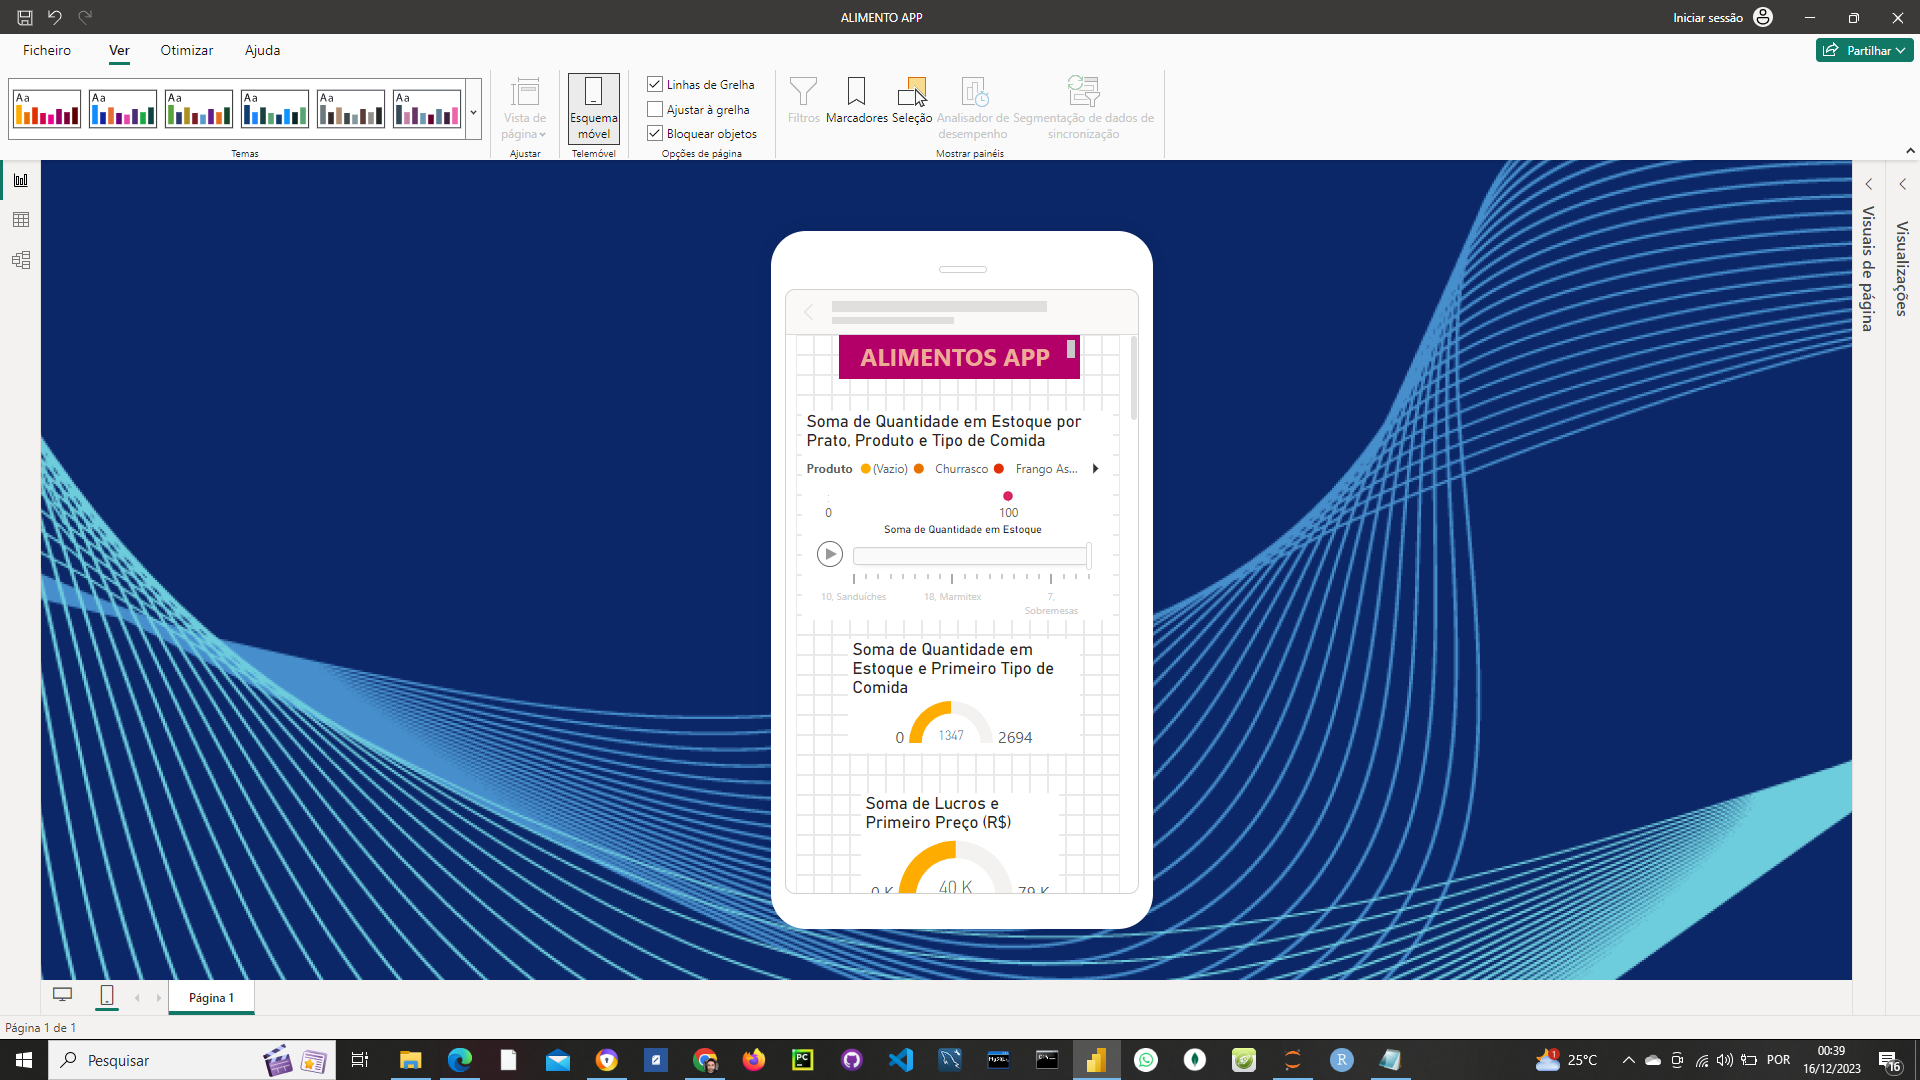 ALIMENTO APP
Iniciar sessão
Ficheiro
Ver
Otimizar
Ajuda
Partilhar
Aa
Aa
Aa
Aa
Aa
Aa
Temas
Vista de
página
Ajustar
Esquema
móvel
Telemóvel
Linhas de Grelha
Ajustar à grelha
Bloquear objetos
Opções de página
Filtros
Marcadores
Seleção
Analisador de
desempenho
Segmentação de dados de
sincronização
Mostrar painéis
Visuais de página
Visualizações
ALIMENTOS APP
Soma de Quantidade em Estoque por
Prato, Produto e Tipo de Comida
Produto (Vazio) Churrasco Frango As...
0 100
Soma de Quantidade em Estoque
10, Sanduíches 18, Marmitex 7,
Sobremesas
Soma de Quantidade em
Estoque e Primeiro Tipo de
Comida
0 1347 2694
Soma de Lucros e
Primeiro Preço (R$)
0 K 40 K 79 K
Página 1
Página 1 de 1
Pesquisar
25°C
POR
00:39
16/12/2023
16